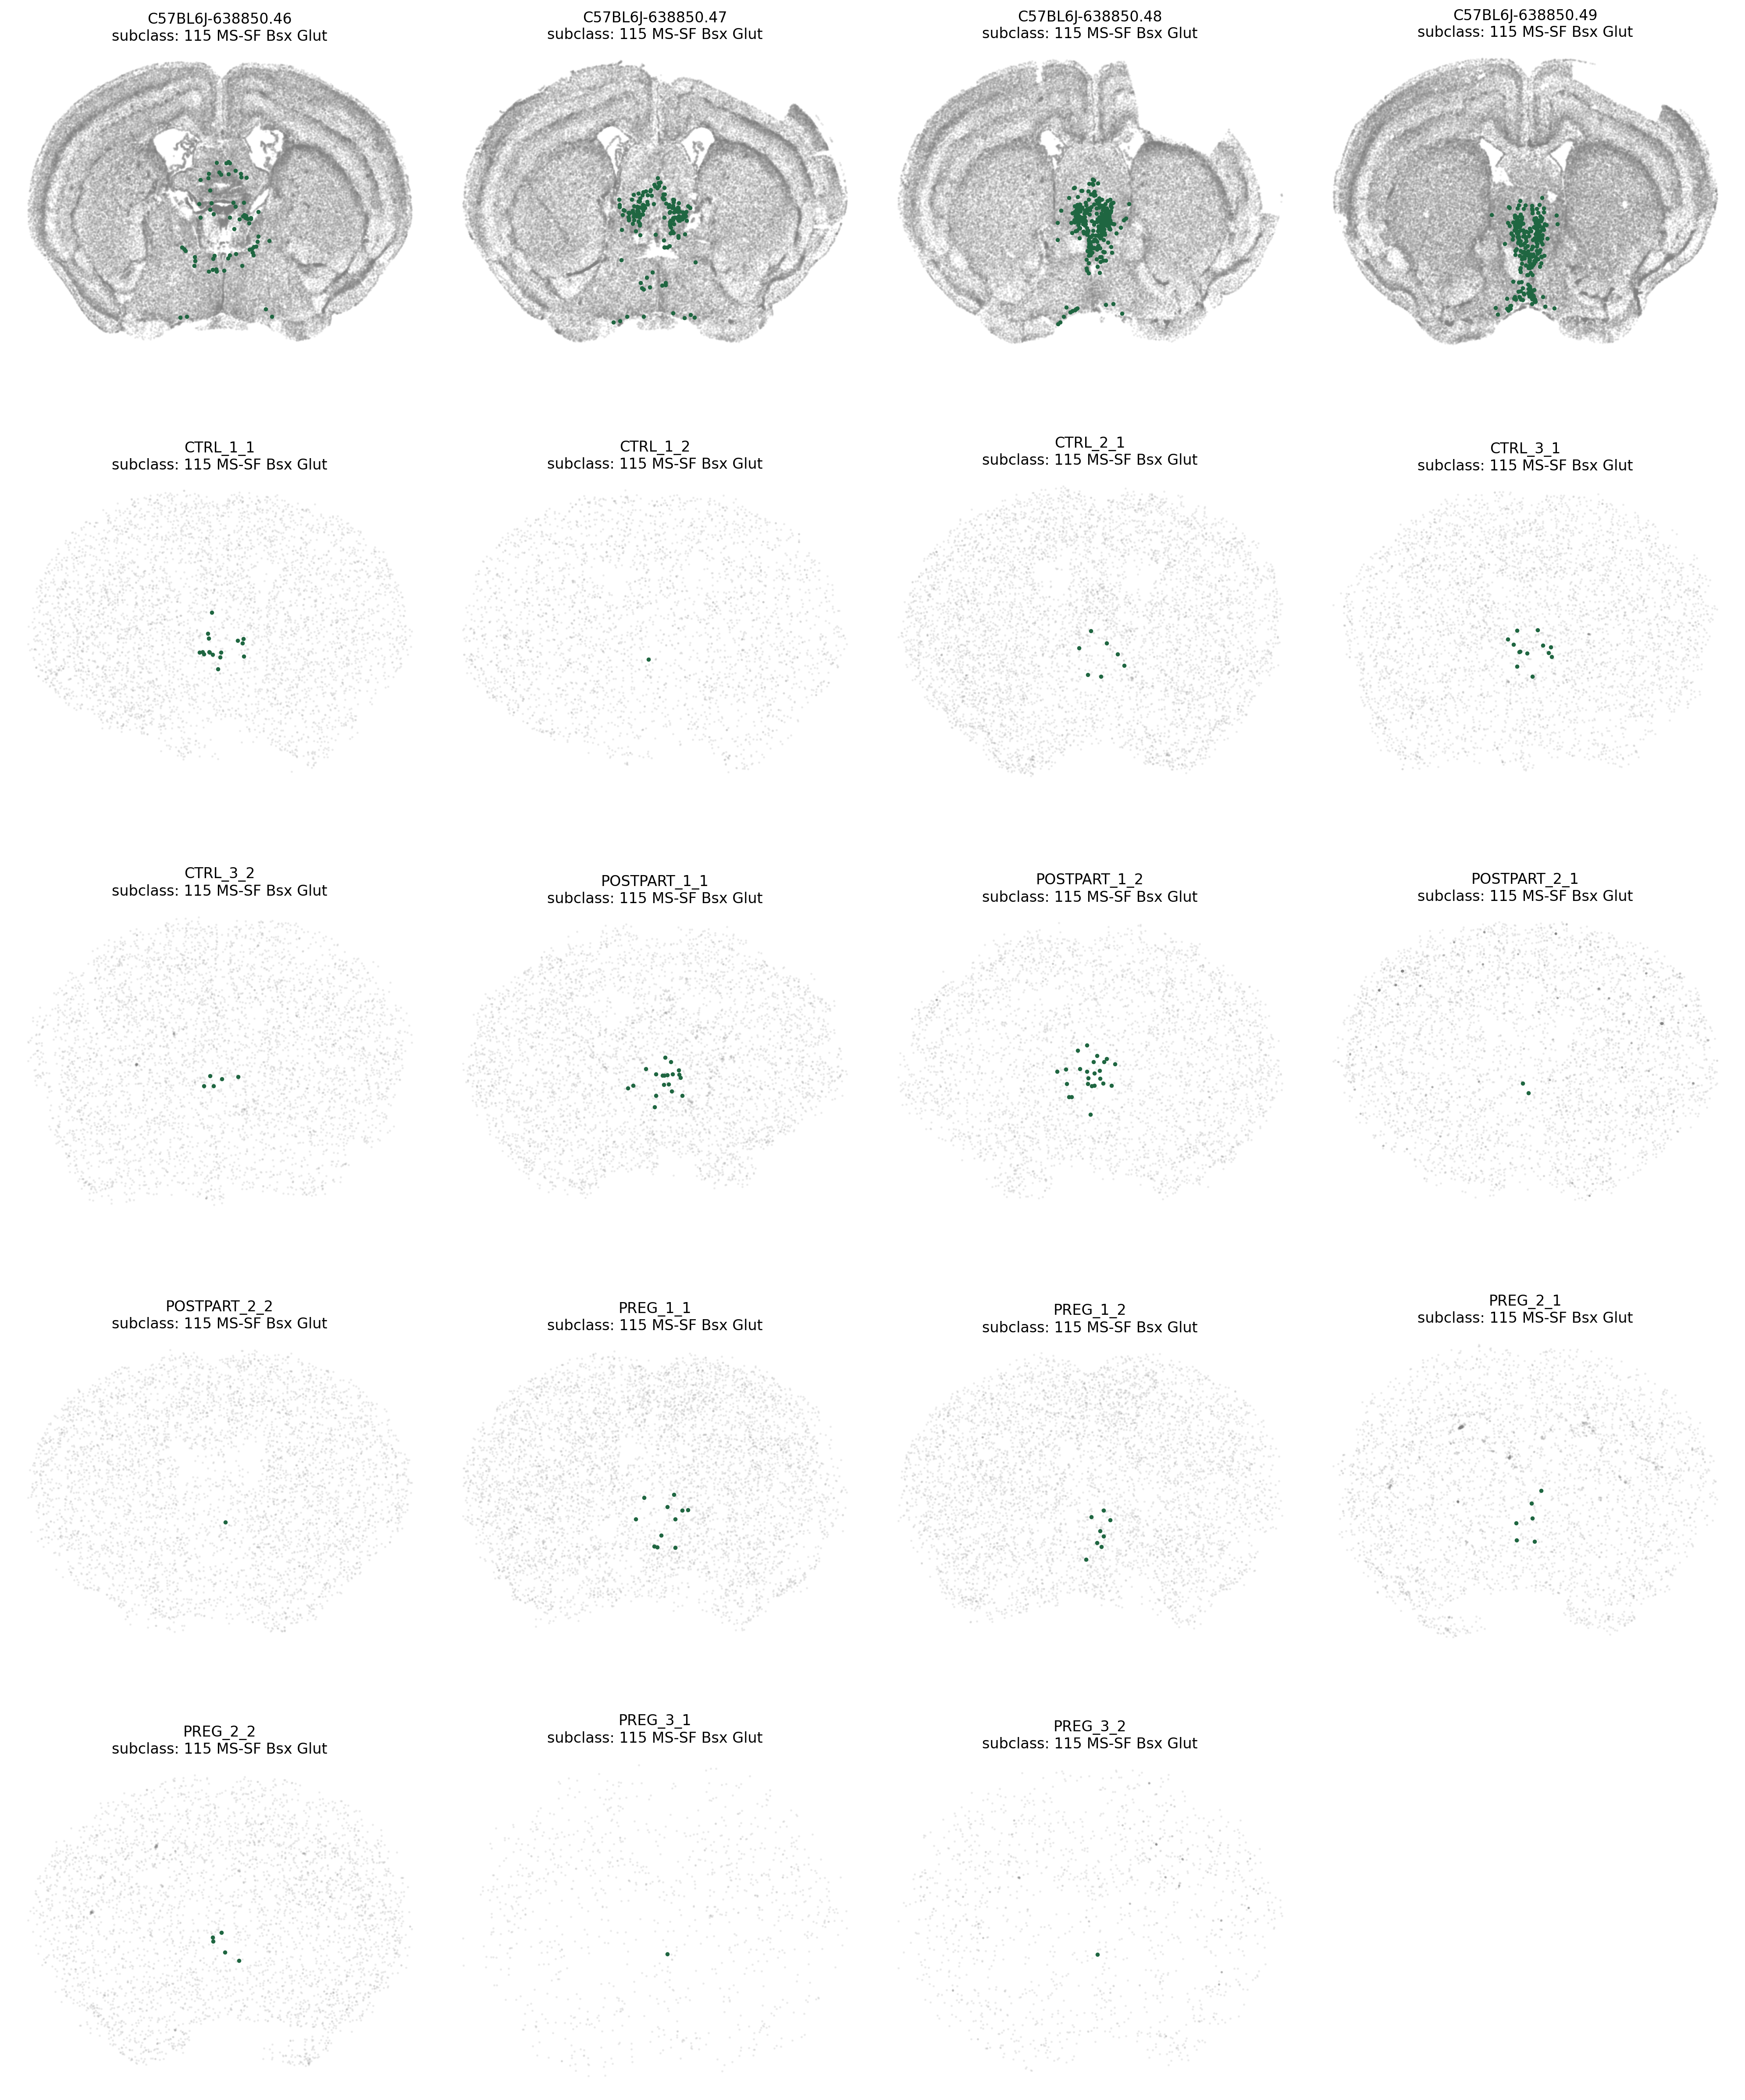 C57BL6J-638850.46
subclass: 115 MS-SF Bsx Glut
C57BL6J-638850.47
subclass: 115 MS-SF Bsx Glut
C57BL6J-638850.48
subclass: 115 MS-SF Bsx Glut
C57BL6J-638850.49
subclass: 115 MS-SF Bsx Glut
CTRL_1_1
subclass: 115 MS-SF Bsx Glut
CTRL_1_2
subclass: 115 MS-SF Bsx Glut
CTRL_2_1
subclass: 115 MS-SF Bsx Glut
CTRL_3_1
subclass: 115 MS-SF Bsx Glut
CTRL_3_2
subclass: 115 MS-SF Bsx Glut
POSTPART_1_1
subclass: 115 MS-SF Bsx Glut
POSTPART_1_2
subclass: 115 MS-SF Bsx Glut
POSTPART_2_1
subclass: 115 MS-SF Bsx Glut
POSTPART_2_2
subclass: 115 MS-SF Bsx Glut
PREG_1_1
subclass: 115 MS-SF Bsx Glut
PREG_1_2
subclass: 115 MS-SF Bsx Glut
PREG_2_1
subclass: 115 MS-SF Bsx Glut
PREG_2_2
subclass: 115 MS-SF Bsx Glut
PREG_3_1
subclass: 115 MS-SF Bsx Glut
PREG_3_2
subclass: 115 MS-SF Bsx Glut